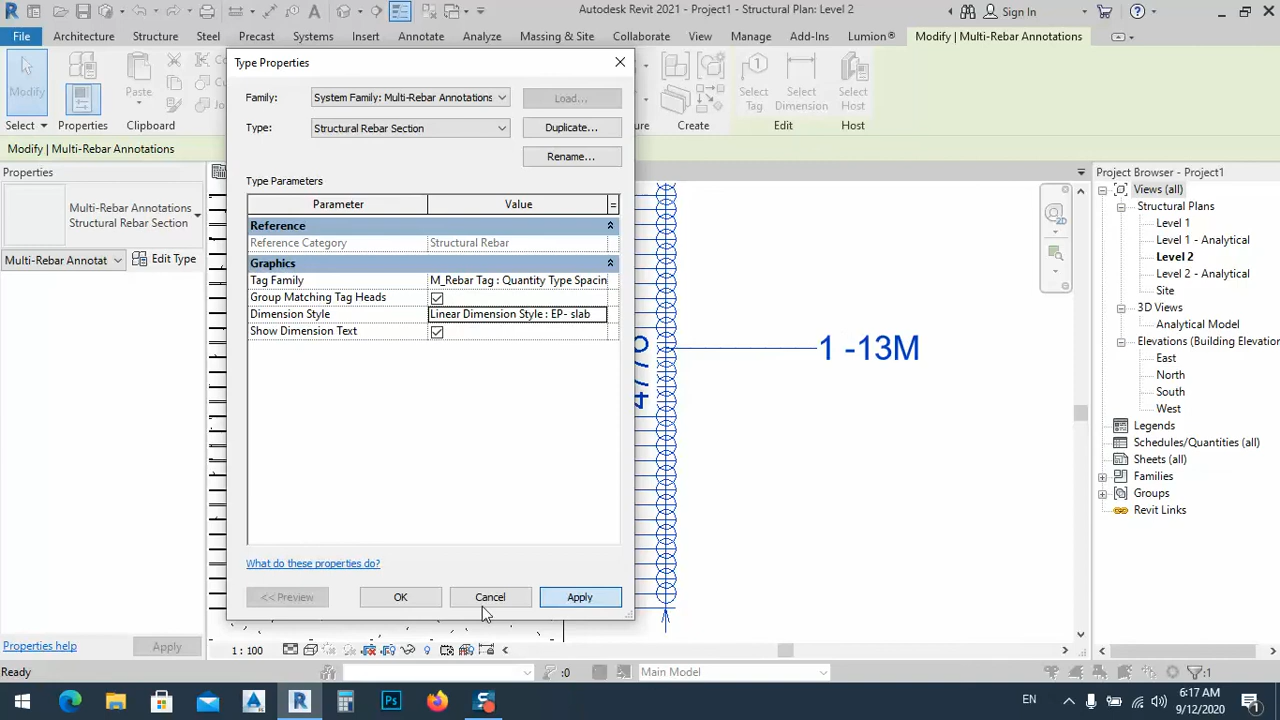 Autodesk Revit 2021 - Project1 - Structural Plan: Level 2
Sign In
File
Architecture
Structure
Steel
Precast
Systems
Insert
Annotate
Analyze
Massing & Site
Collaborate
View
Manage
Add-Ins
Lumion®
Modify | Multi-Rebar Annotations
Modify
Paste
Select
Tag
Select
Dimension
Select
Host
Select
Properties
Clipboard
Create
Edit
Host
Modify | Multi-Rebar Annotations
Properties
Multi-Rebar Annotations
Structural Rebar Section
Multi-Rebar Annotat
Edit Type
Properties help
Apply
Type Properties
Family:
System Family: Multi-Rebar Annotations
Load...
Type:
Structural Rebar Section
Duplicate...
Rename...
Type Parameters
Parameter
Value
=
Reference
Reference Category
Structural Rebar
Graphics
Tag Family
M_Rebar Tag : Quantity Type Spacin
Group Matching Tag Heads
Dimension Style
Linear Dimension Style : EP- slab
Show Dimension Text
What do these properties do?
<< Preview
OK
Cancel
Apply
1 -13M
2D
Project Browser - Project1
Views (all)
Structural Plans
Level 1
Level 1 - Analytical
Level 2
Level 2 - Analytical
Site
3D Views
Analytical Model
Elevations (Building Elevation
East
North
South
West
Legends
Schedules/Quantities (all)
Sheets (all)
Families
Groups
Revit Links
1 : 100
Ready
:0
Main Model
:1
EN
6:17 AM
9/12/2020